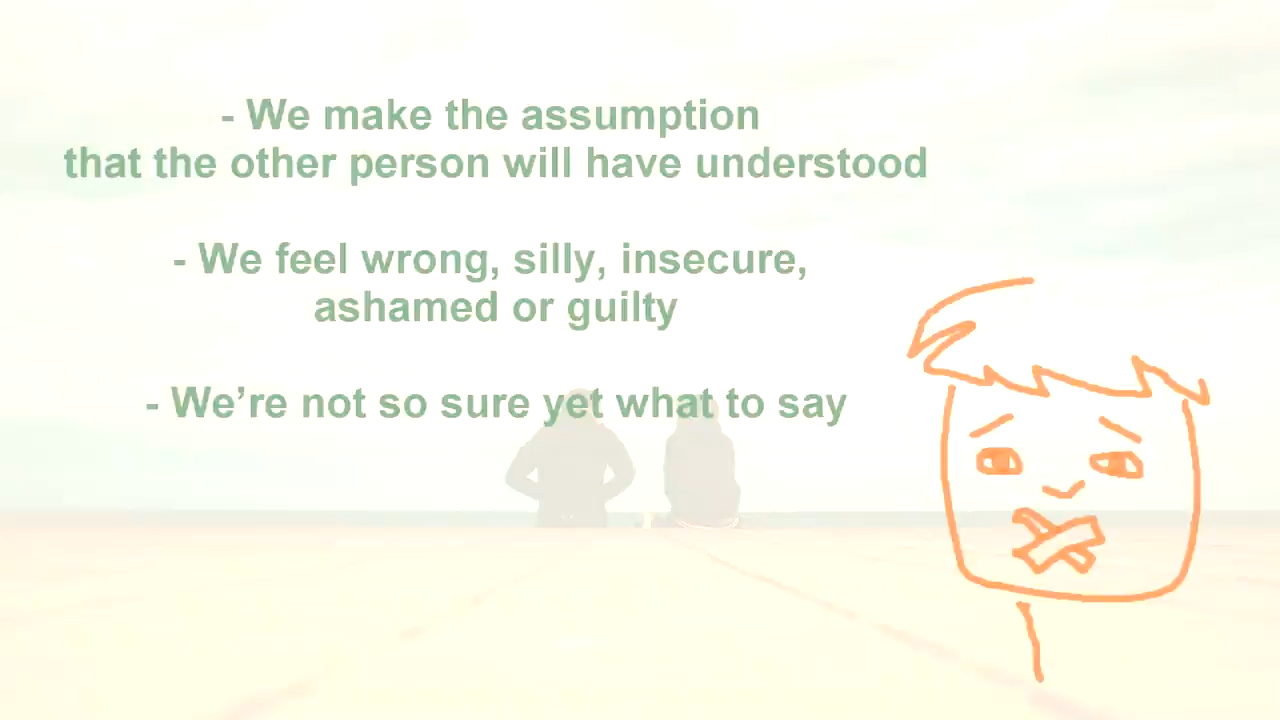 - We make the assumption
that the other person will have understood
- We feel wrong, silly, insecure,
ashamed or guilty
- We’re not so sure yet what to say